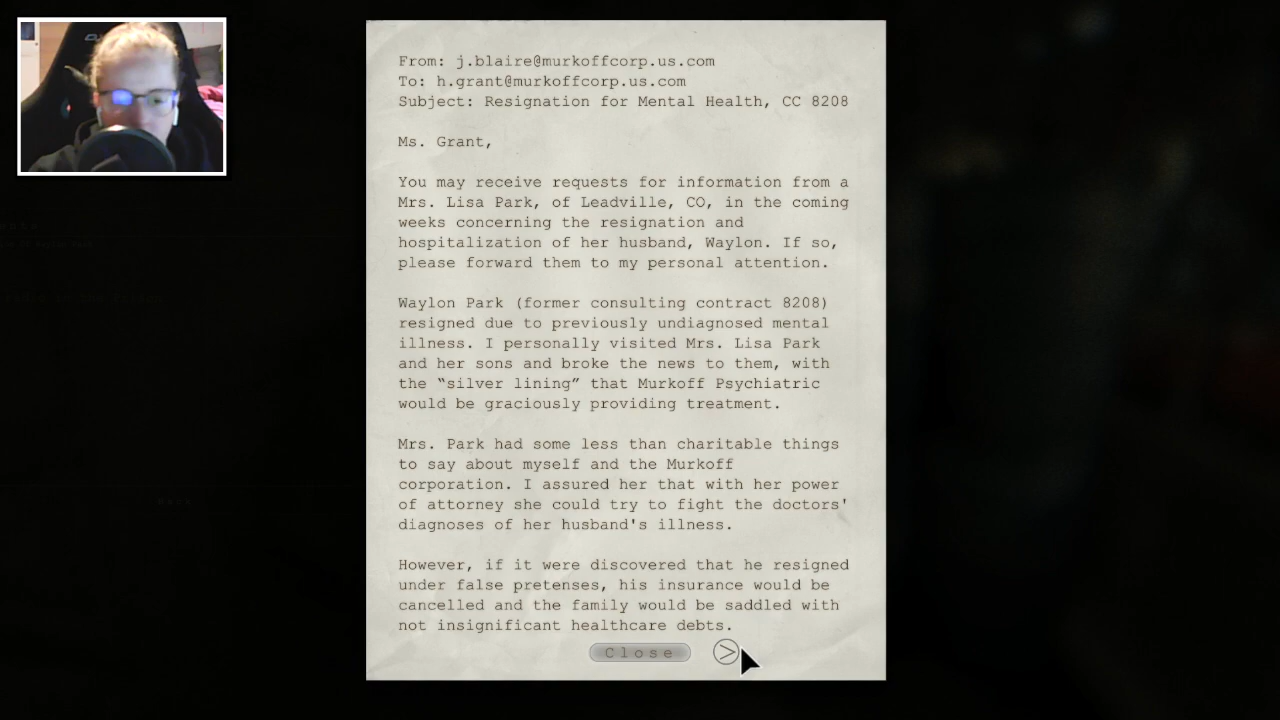 From: j.blaire@murkoffcorp.us.com
To: h.grant@murkoffcorp.us.com
Subject: Resignation for Mental Health, CC 8208
Ms. Grant,
You may receive requests for information from a
Mrs. Lisa Park, of Leadville, CO, in the coming
weeks concerning the resignation and
hospitalization of her husband, Waylon. If so,
please forward them to my personal attention.
Waylon Park (former consulting contract 8208)
resigned due to previously undiagnosed mental
illness. I personally visited Mrs. Lisa Park
and her sons and broke the news to them, with
the “silver lining” that Murkoff Psychiatric
would be graciously providing treatment.
Mrs. Park had some less than charitable things
to say about myself and the Murkoff
corporation. I assured her that with her power
of attorney she could try to fight the doctors'
diagnoses of her husband's illness.
However, if it were discovered that he resigned
under false pretenses, his insurance would be
cancelled and the family would be saddled with
not insignificant healthcare debts.
Close >